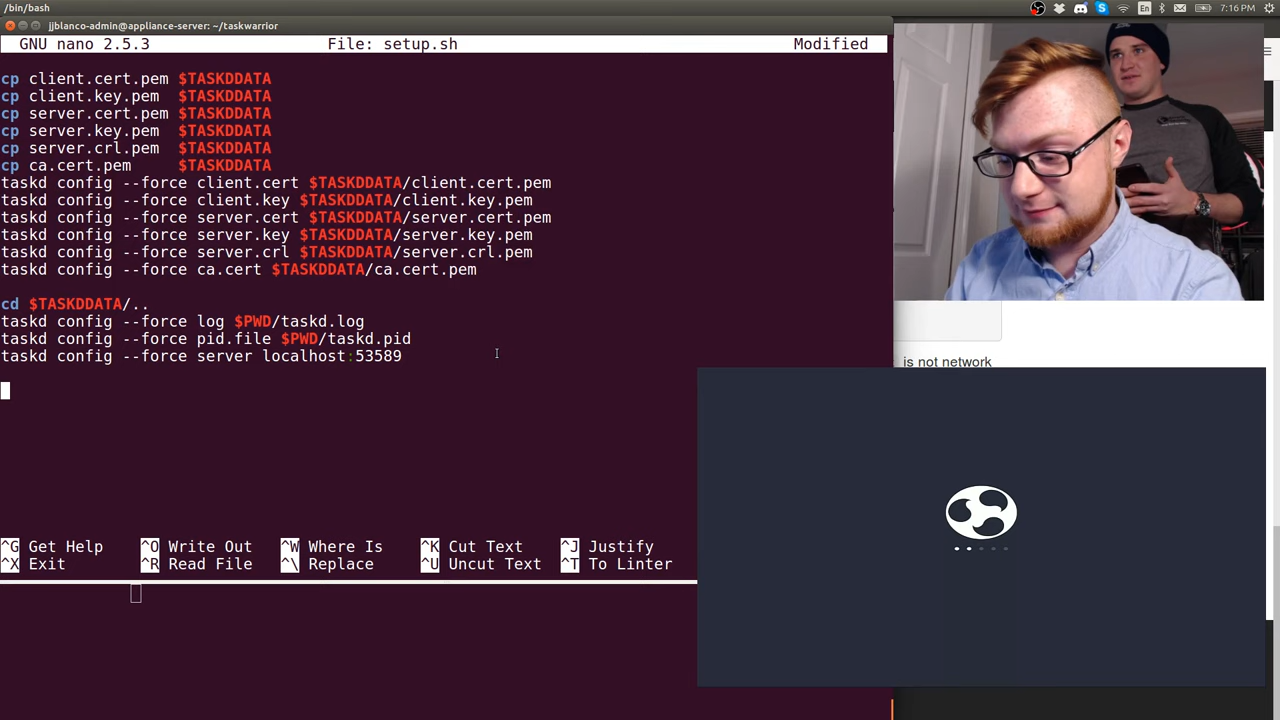 /bin/bash
En
7:16 PM
jjblanco-admin@appliance-server: ~/taskwarrior
GNU nano 2.5.3 File: setup.sh Modified
cp client.cert.pem $TASKDDATA
cp client.key.pem $TASKDDATA
cp server.cert.pem $TASKDDATA
cp server.key.pem $TASKDDATA
cp server.crl.pem $TASKDDATA
cp ca.cert.pem $TASKDDATA
taskd config --force client.cert $TASKDDATA/client.cert.pem
taskd config --force client.key $TASKDDATA/client.key.pem
taskd config --force server.cert $TASKDDATA/server.cert.pem
taskd config --force server.key $TASKDDATA/server.key.pem
taskd config --force server.crl $TASKDDATA/server.crl.pem
taskd config --force ca.cert $TASKDDATA/ca.cert.pem
cd $TASKDDATA/..
taskd config --force log $PWD/taskd.log
taskd config --force pid.file $PWD/taskd.pid
taskd config --force server localhost:53589
is not network
^G Get Help ^O Write Out ^W Where Is ^K Cut Text ^J Justify
^X Exit ^R Read File ^\ Replace ^U Uncut Text ^T To Linter